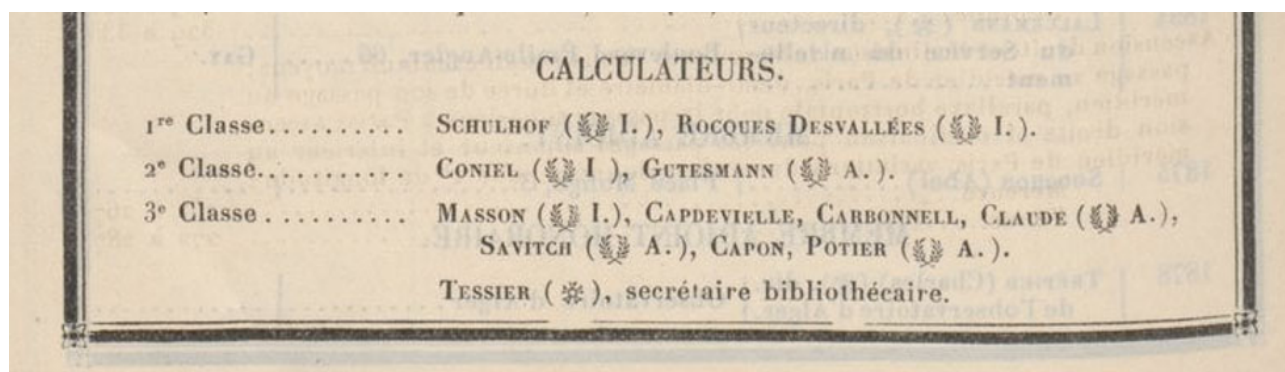 CALCULATEURS.
1re Classe.......... SCHULHOF (I.), ROCQUES DESVALLÉES (I.).
2e Classe.......... CONIEL (I ), GUTESMANN (A.).
3e Classe .......... MASSON (I.), CAPDEVIELLE, CARBONNELL, CLAUDE (A.),
SAVITCH (A.), CAPON, POTIER (A.).
TESSIER (※), secrétaire bibliothécaire.